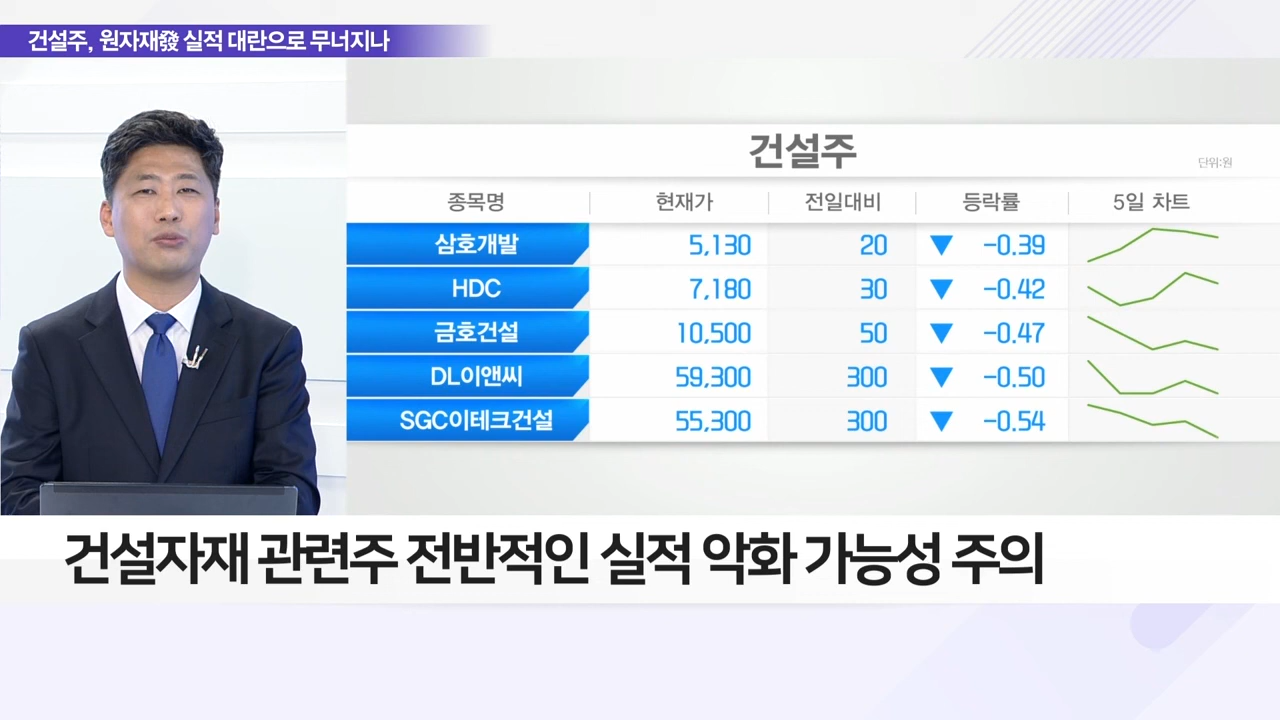 건설주, 원자재發 실적 대란으로 무너지나
건설주
단위:원
종목명 현재가 전일대비 등락률 5일 차트
삼호개발 5,130 20 ▼ -0.39
HDC 7,180 30 ▼ -0.42
금호건설 10,500 50 ▼ -0.47
DL이앤씨 59,300 300 ▼ -0.50
SGC이테크건설 55,300 300 ▼ -0.54
건설자재 관련주 전반적인 실적 악화 가능성 주의